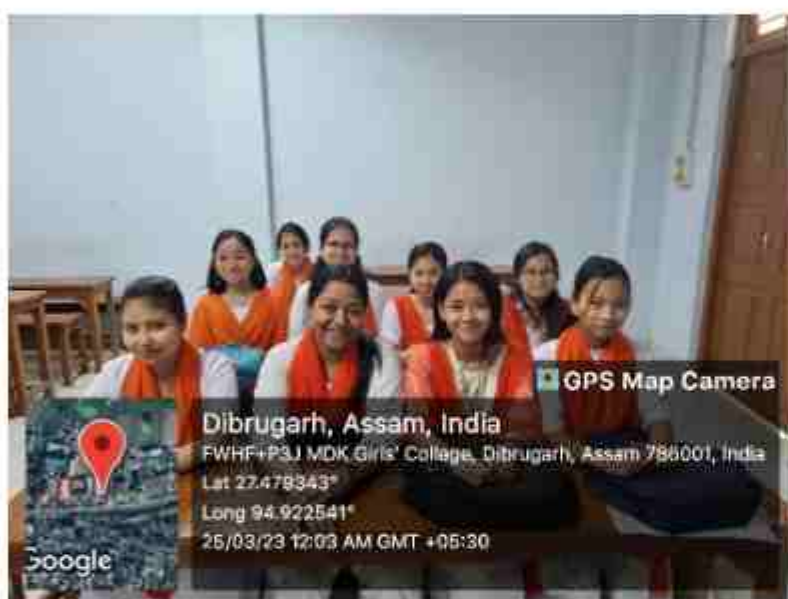 GPS Map Camera
Dibrugarh, Assam, India
FWHF+P3J MDK Girls' College, Dibrugarh, Assam 786001, India
Lat 27.479343°
Long 94.922541°
25/03/23 12:03 AM GMT +05:30
Google